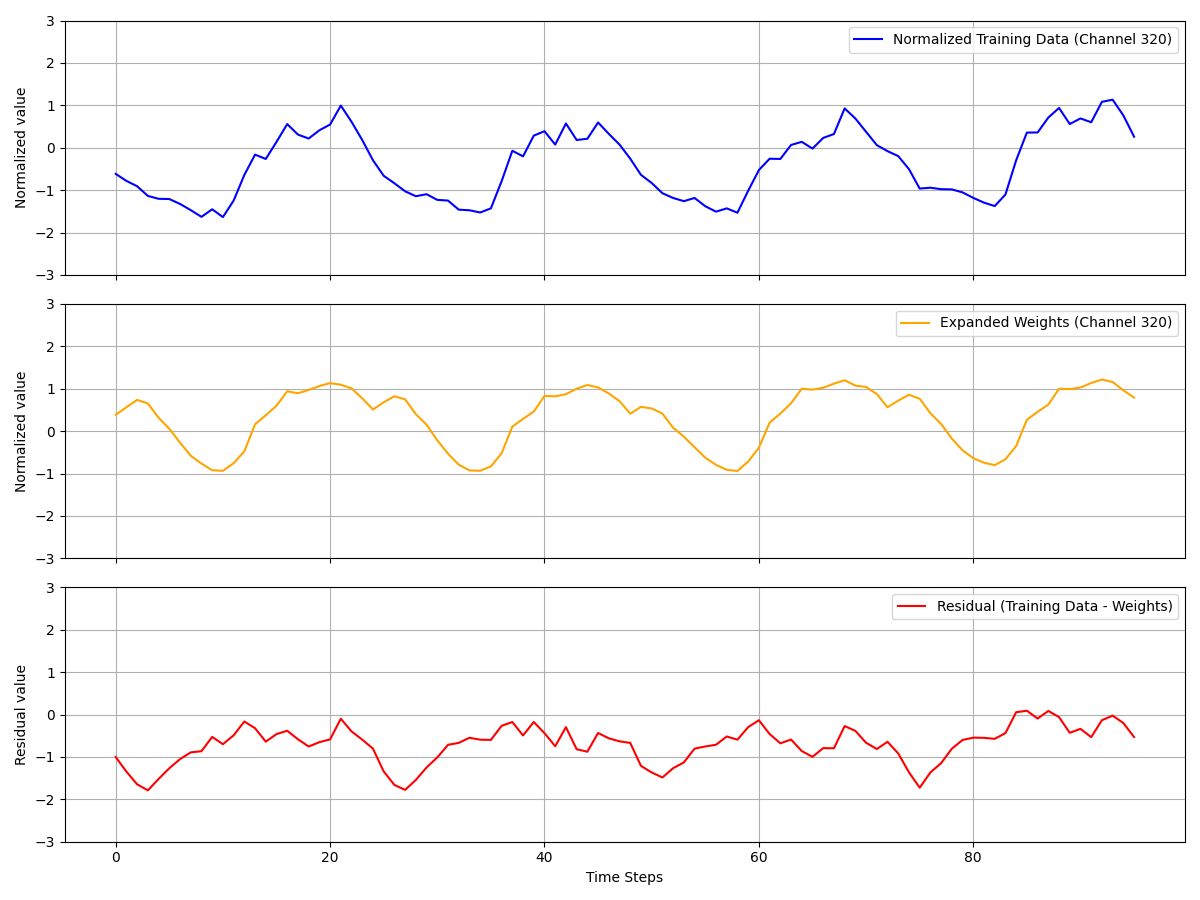 Normalized value
3
2
1
0
−1
−2
−3
Normalized Training Data (Channel 320)
Normalized value
3
2
1
0
−1
−2
−3
Expanded Weights (Channel 320)
Residual value
3
2
1
0
−1
−2
−3
Residual (Training Data - Weights)
0 20 40 60 80
Time Steps